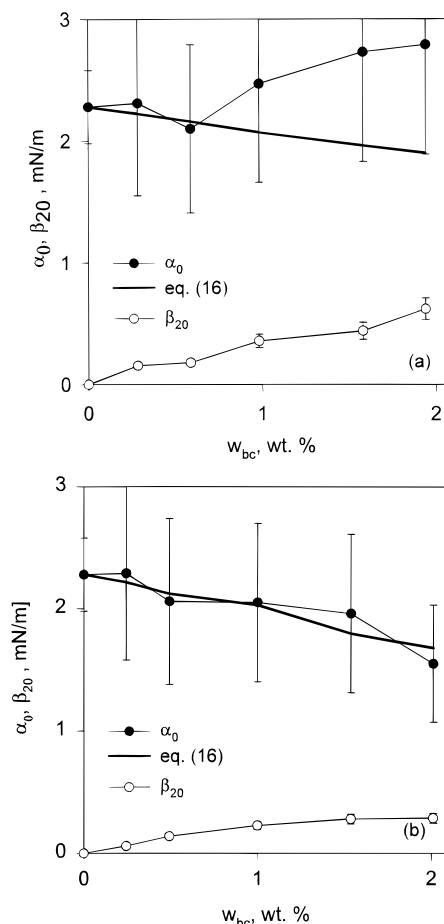 3
2
1
0
α0, β20 , mN/m
α0
eq. (16)
β20
(a)
0 1 2
wbc, wt. %
3
2
1
0
α0, β20 , mN/m]
α0
eq. (16)
β20
(b)
0 1 2
wbc, wt. %